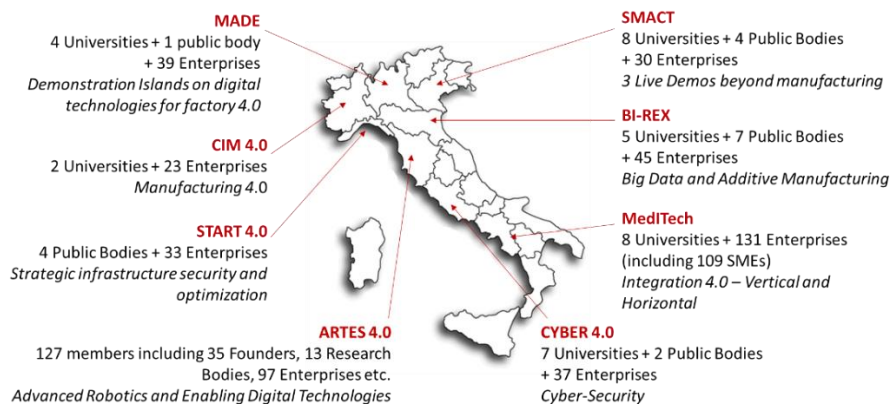 MADE
4 Universities + 1 public body
+ 39 Enterprises
Demonstration Islands on digital
technologies for factory 4.0
CIM 4.0
2 Universities + 23 Enterprises
Manufacturing 4.0
START 4.0
4 Public Bodies + 33 Enterprises
Strategic infrastructure security and
optimization
ARTES 4.0
127 members including 35 Founders, 13 Research
Bodies, 97 Enterprises etc.
Advanced Robotics and Enabling Digital Technologies
SMACT
8 Universities + 4 Public Bodies
+ 30 Enterprises
3 Live Demos beyond manufacturing
BI-REX
5 Universities + 7 Public Bodies
+ 45 Enterprises
Big Data and Additive Manufacturing
MedITech
8 Universities + 131 Enterprises
(including 109 SMEs)
Integration 4.0 – Vertical and
Horizontal
CYBER 4.0
7 Universities + 2 Public Bodies
+ 37 Enterprises
Cyber-Security